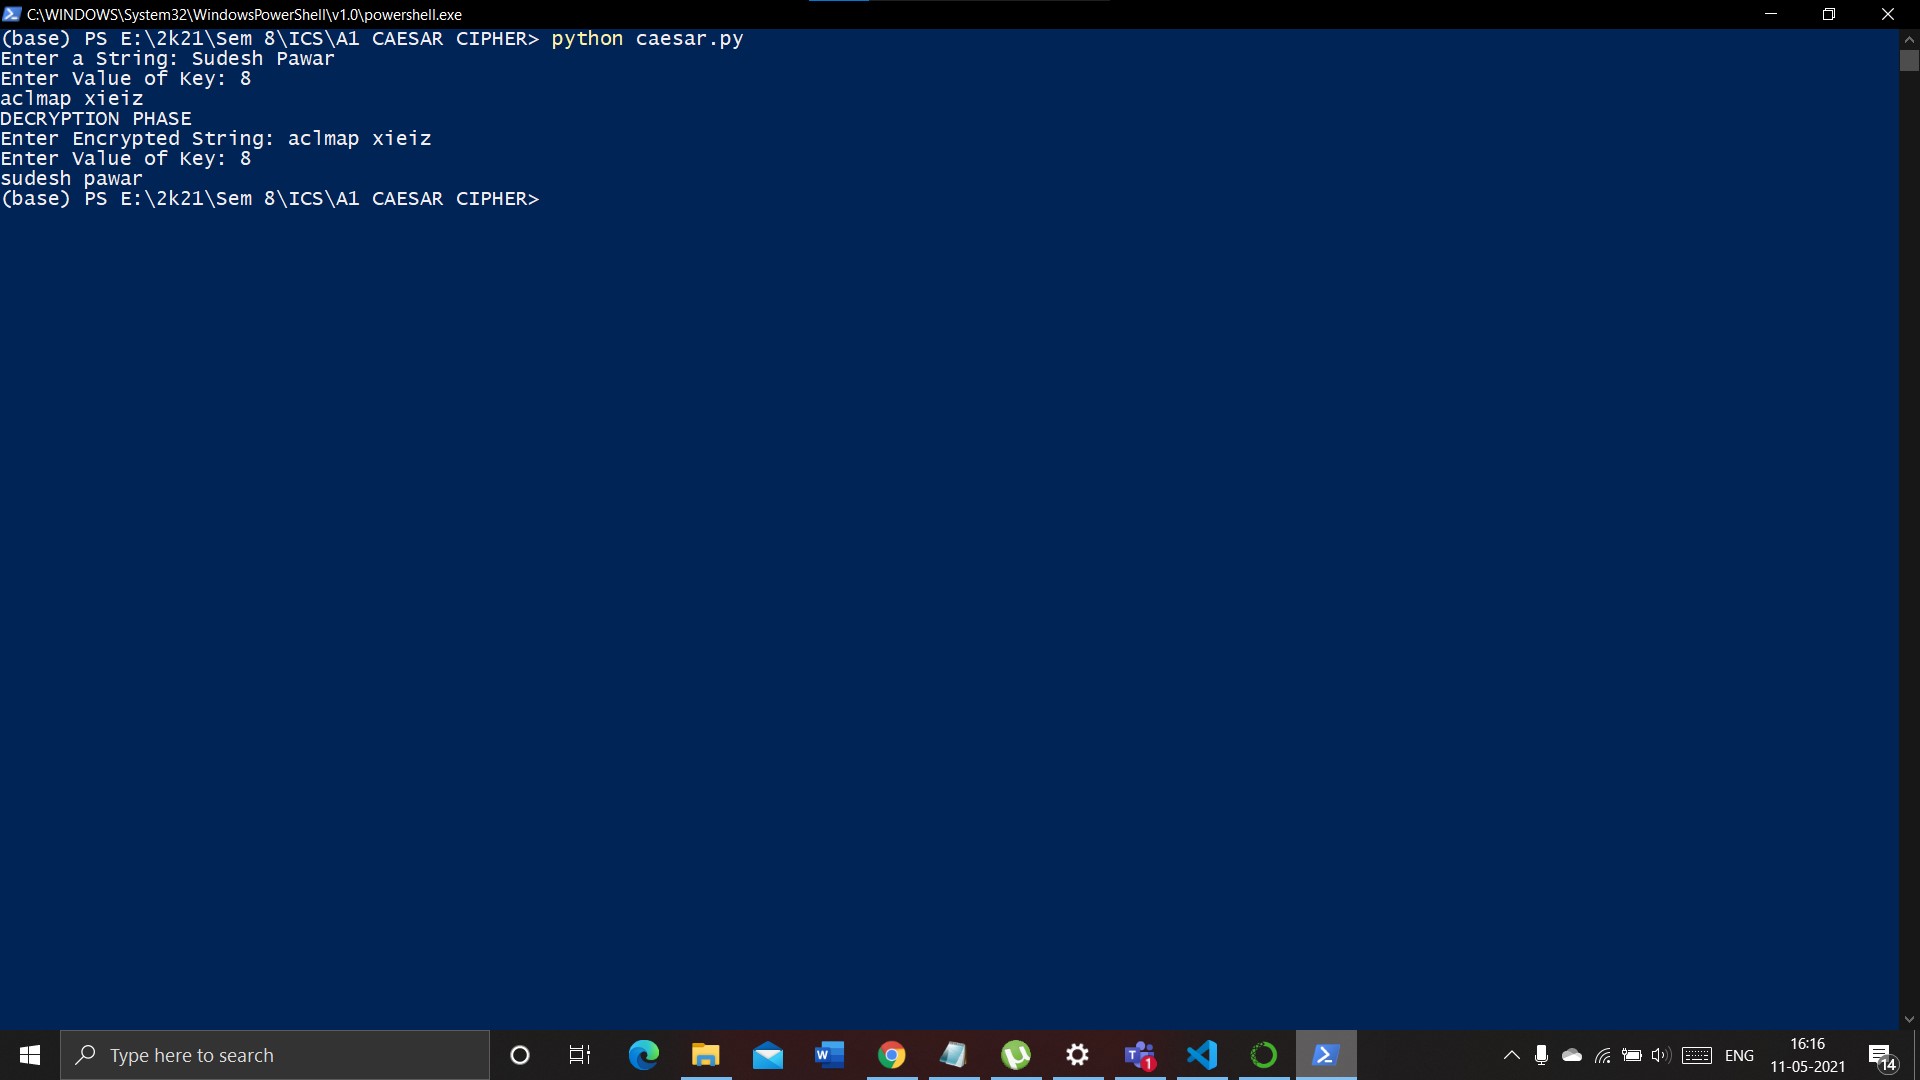 C:\WINDOWS\System32\WindowsPowerShell\v1.0\powershell.exe
(base) PS E:\2k21\Sem 8\ICS\A1 CAESAR CIPHER> python caesar.py
Enter a String: Sudesh Pawar
Enter Value of Key: 8
aclmap xieiz
DECRYPTION PHASE
Enter Encrypted String: aclmap xieiz
Enter Value of Key: 8
sudesh pawar
(base) PS E:\2k21\Sem 8\ICS\A1 CAESAR CIPHER>
Type here to search
W
T
1
ENG
16:16
11-05-2021
14